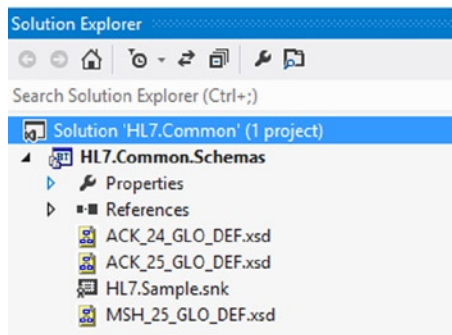 Solution Explorer
Search Solution Explorer (Ctrl+;)
Solution 'HL7.Common' (1 project)
HL7.Common.Schemas
Properties
References
ACK_24_GLO_DEF.xsd
ACK_25_GLO_DEF.xsd
HL7.Sample.snk
MSH_25_GLO_DEF.xsd